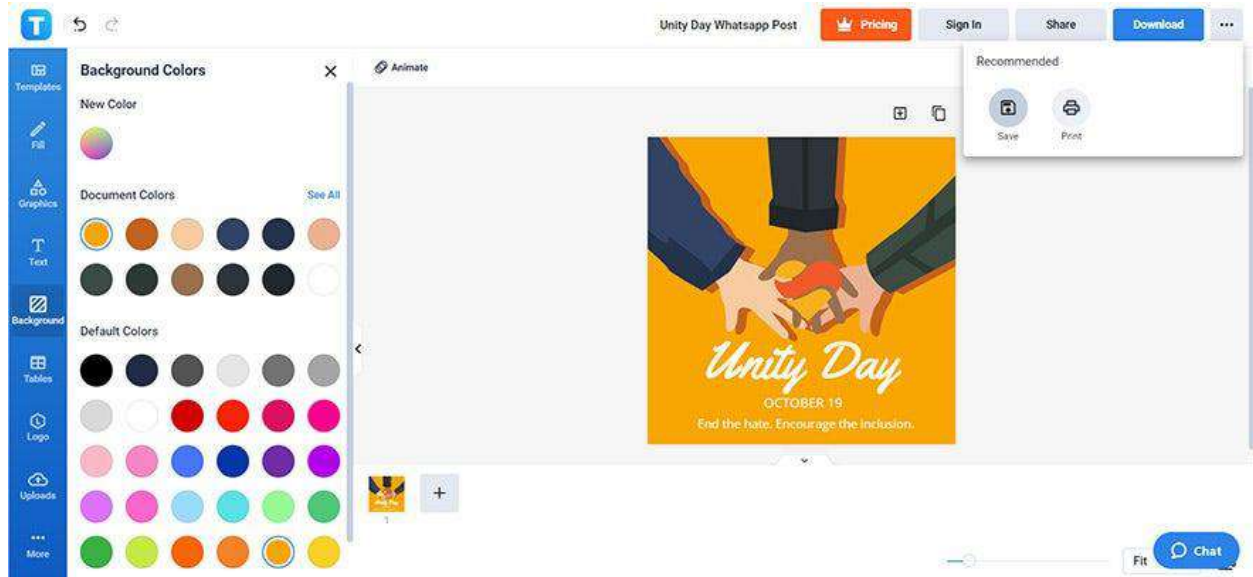 T
Unity Day Whatsapp Post
Pricing
Sign In
Share
Download
Templates
Fill
Graphics
Text
Background
Tables
Logo
Uploads
More
Background Colors
New Color
Document Colors
See All
Default Colors
Animate
Recommended
Save
Print
Unity Day
OCTOBER 19
End the hate. Encourage the inclusion.
1
Fit
Chat